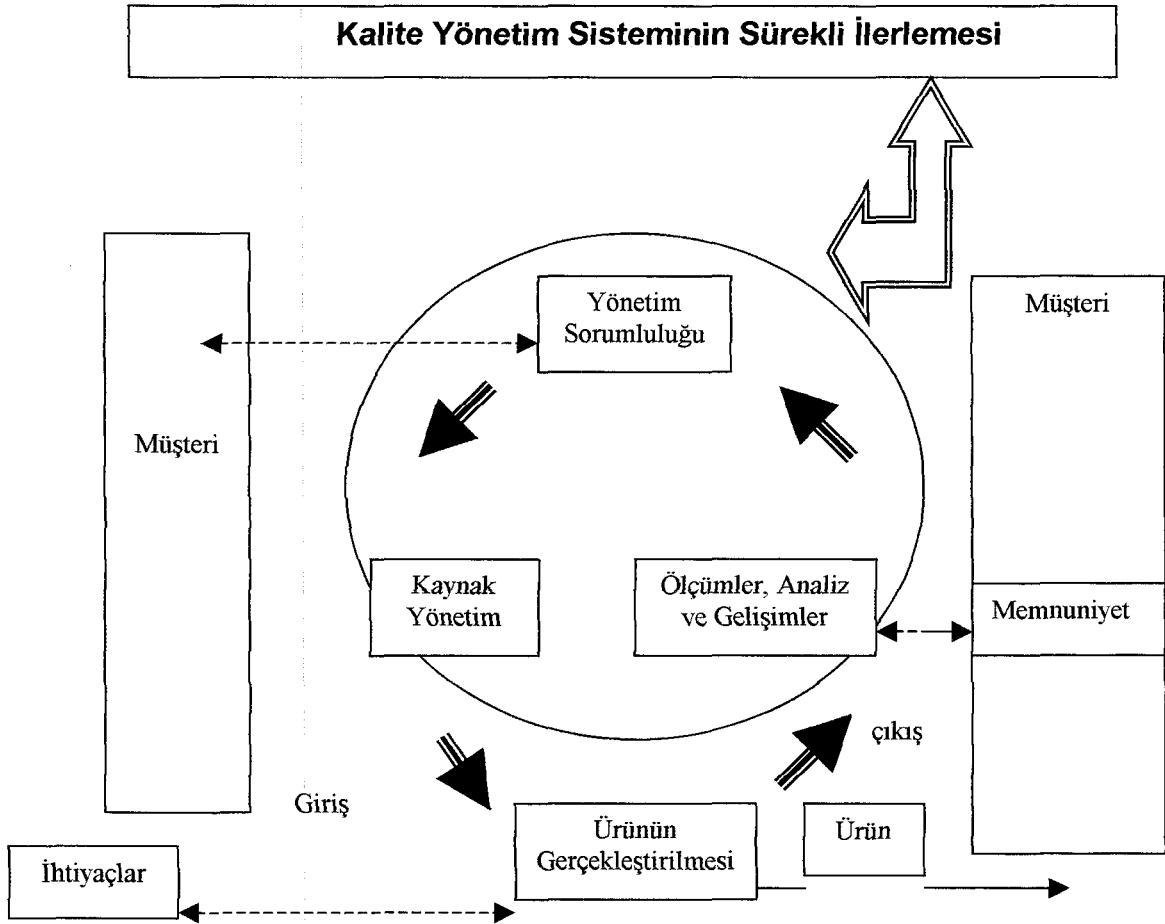 Kalite Yönetim Sisteminin Sürekli İlerlemesi
Yönetim
Sorumluluğu
Müşteri
Müşteri
Kaynak
Yönetim
Ölçümler, Analiz
ve Gelişimler
Memnuniyet
çıkış
Giriş
Ürünün
Gerçekleştirilmesi
Ürün
İhtiyaçlar